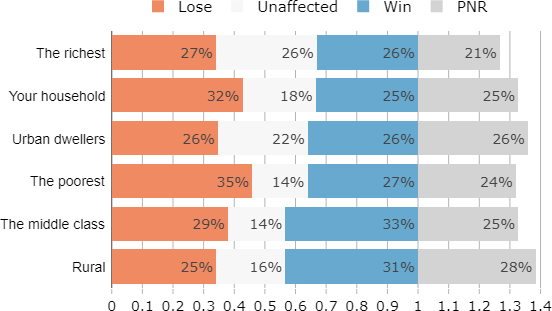 Lose Unaffected Win PNR
The richest 27% 26% 26% 21%
Your household 32% 18% 25% 25%
Urban dwellers 26% 22% 26% 26%
The poorest 35% 14% 27% 24%
The middle class 29% 14% 33% 25%
Rural 25% 16% 31% 28%
0 0.1 0.2 0.3 0.4 0.5 0.6 0.7 0.8 0.9 1 1.1 1.2 1.3 1.4